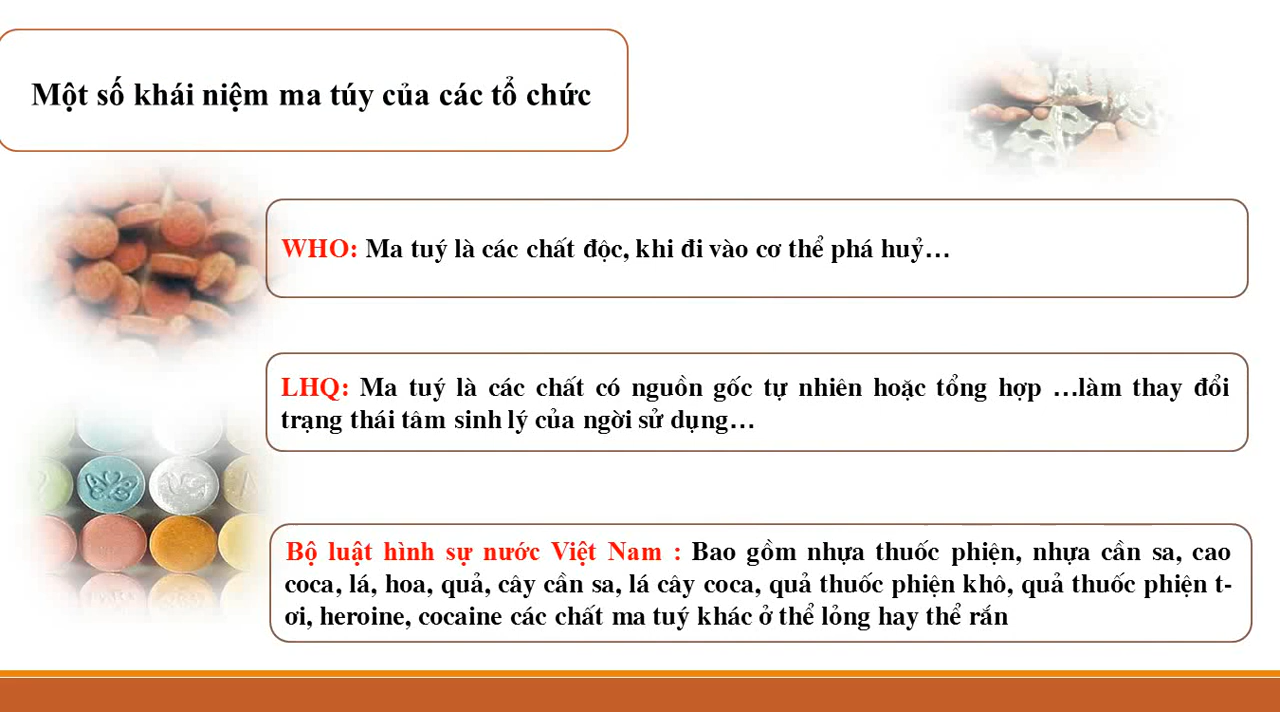 Một số khái niệm ma túy của các tổ chức
WHO: Ma tuý là các chất độc, khi đi vào cơ thể phá huỷ…
LHQ: Ma tuý là các chất có nguồn gốc tự nhiên hoặc tổng hợp …làm thay đổi
trạng thái tâm sinh lý của ngời sử dụng…
Bộ luật hình sự nước Việt Nam : Bao gồm nhựa thuốc phiện, nhựa cần sa, cao
coca, lá, hoa, quả, cây cần sa, lá cây coca, quả thuốc phiện khô, quả thuốc phiện t-
ơi, heroine, cocaine các chất ma tuý khác ở thể lỏng hay thể rắn